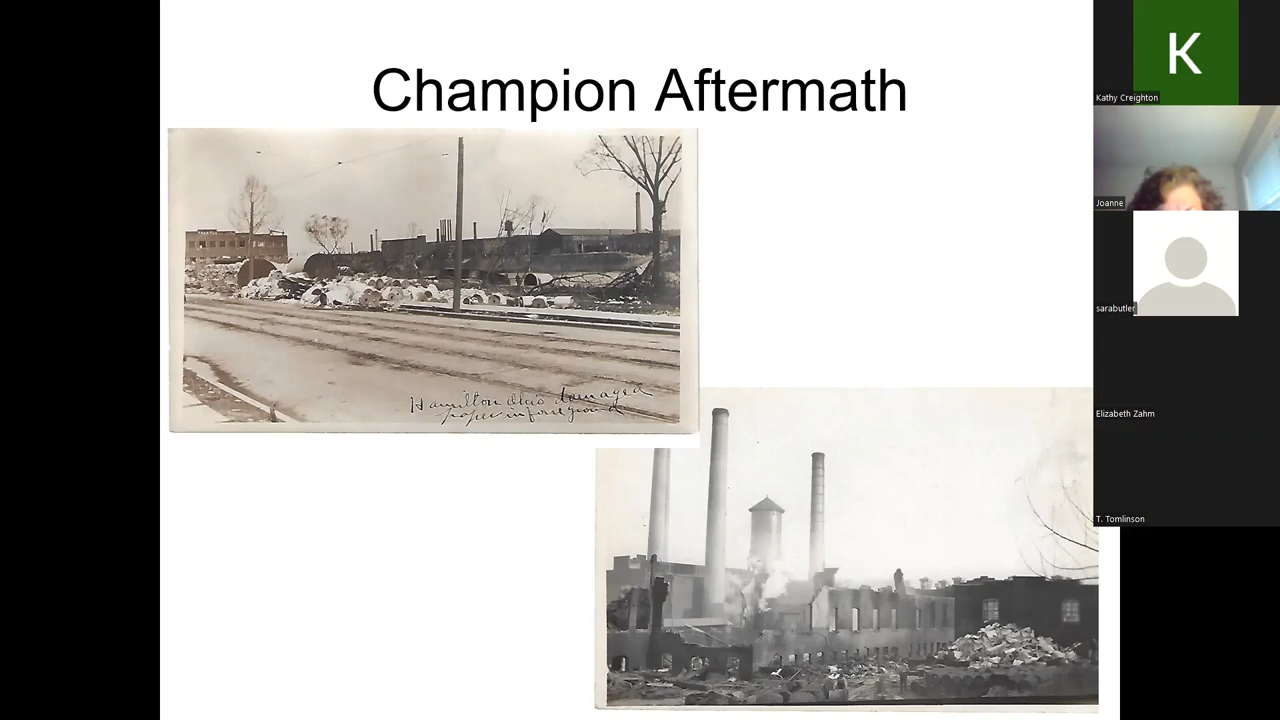 Champion Aftermath
Hamilton Ohio damaged
paper in foreground
K
Kathy Creighton
Joanne
sarabutler
Elizabeth Zahm
T. Tomlinson